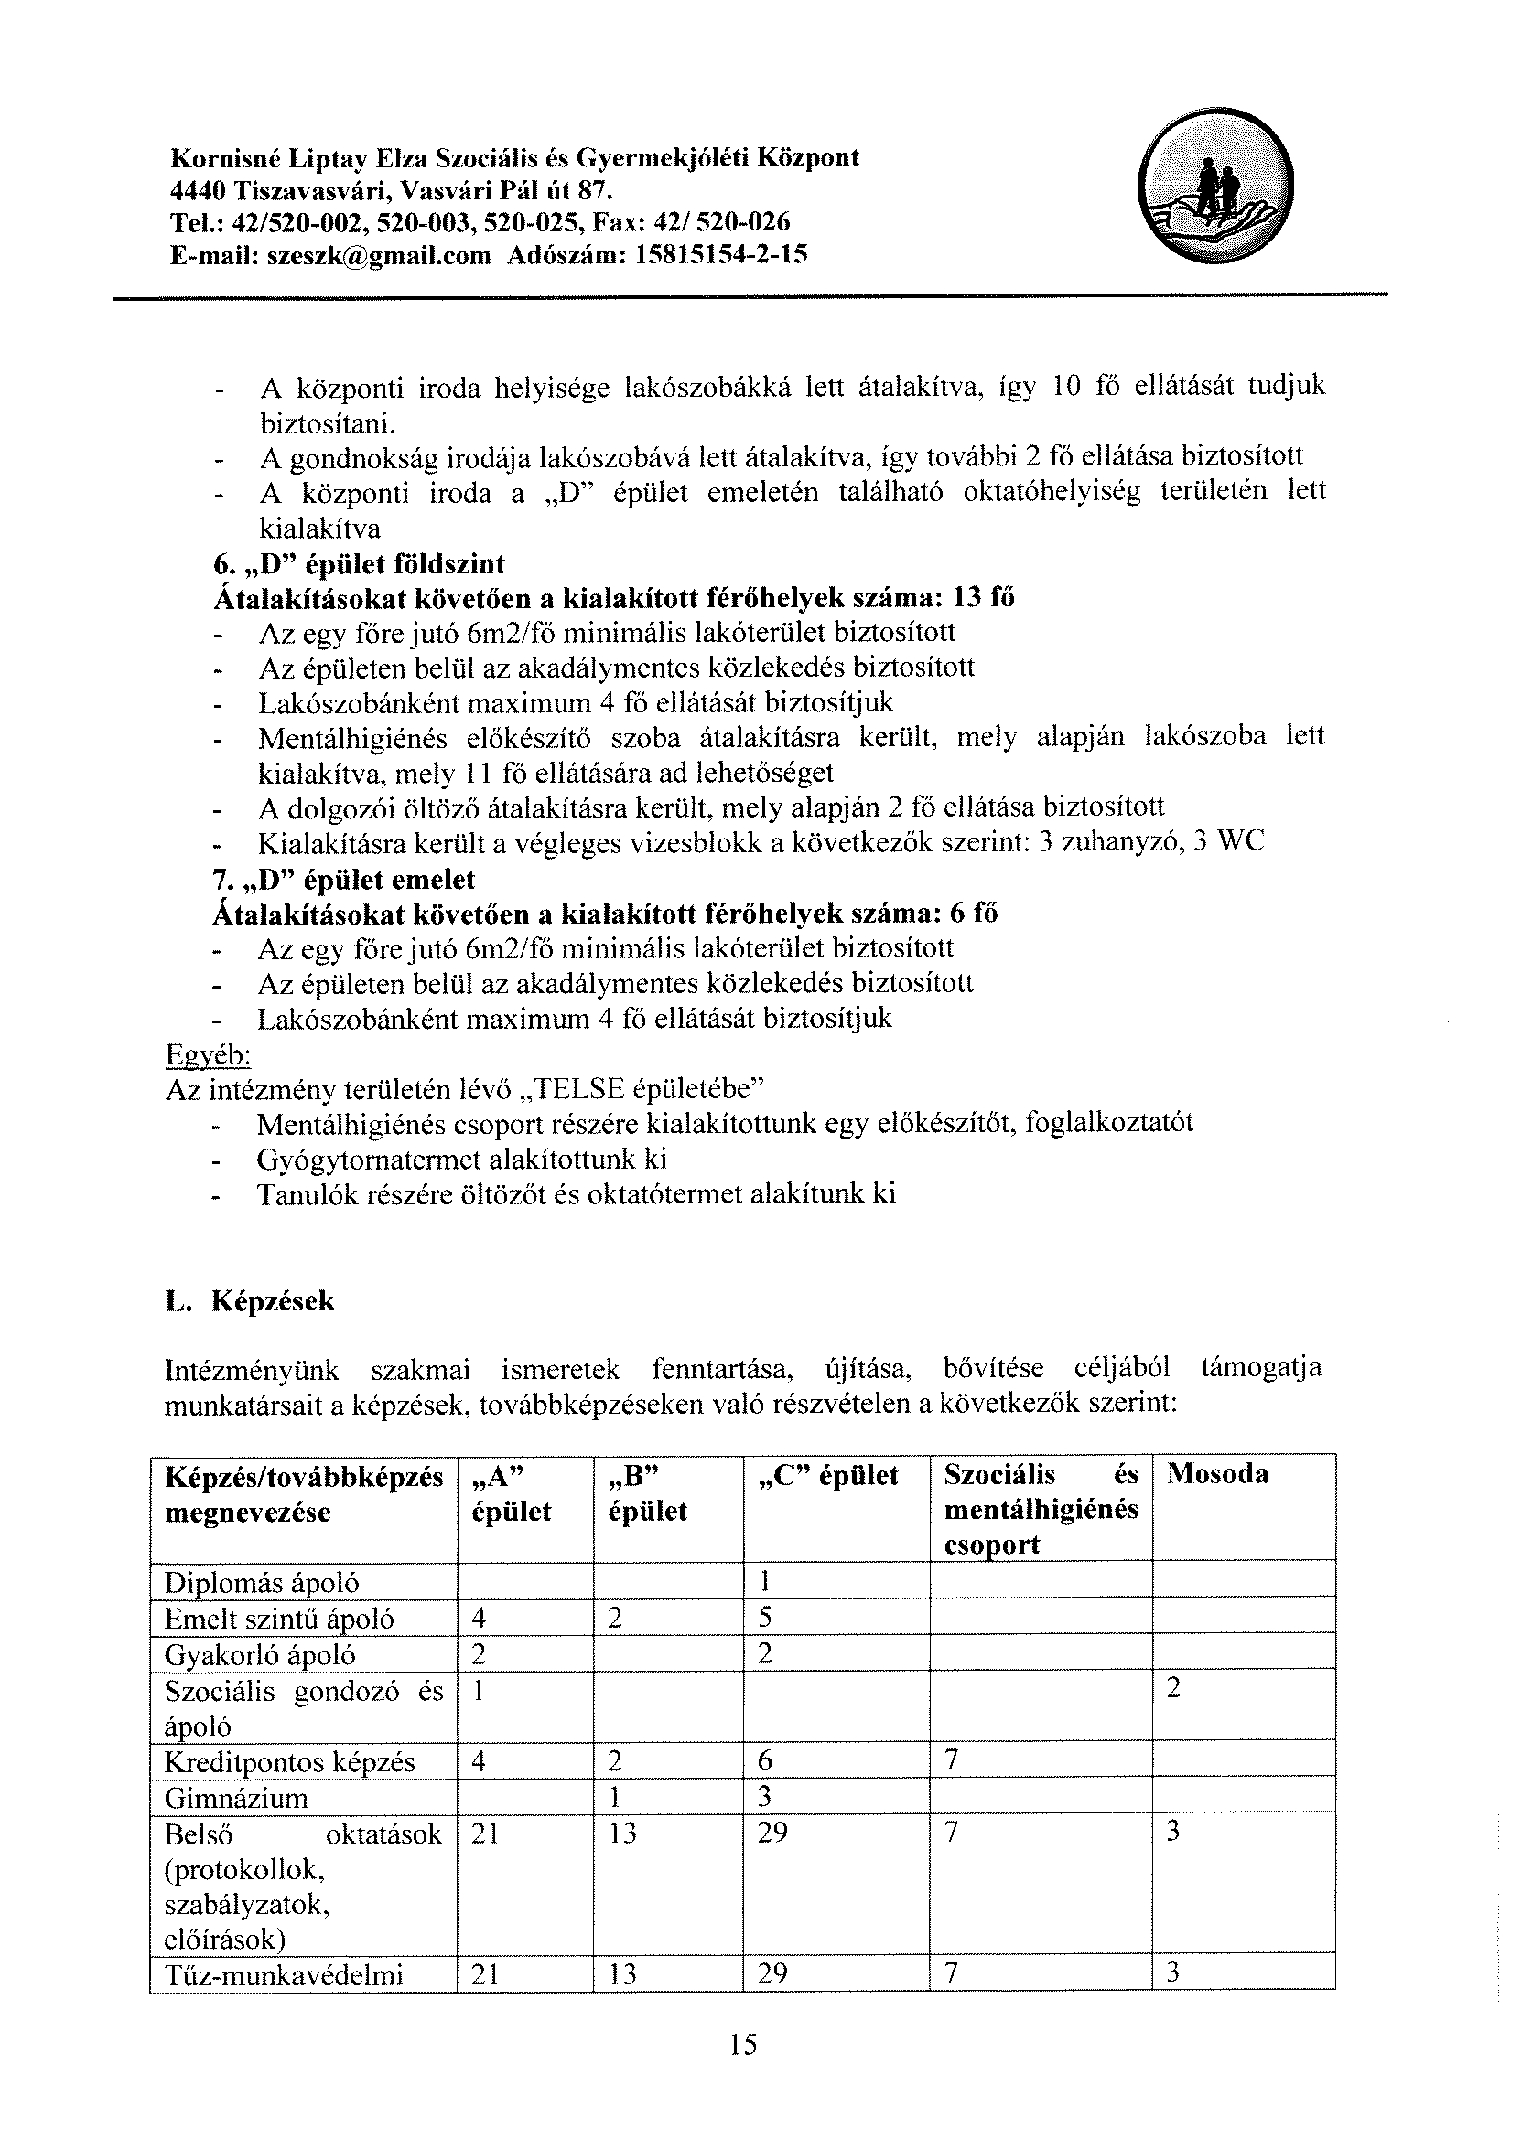 Kornisné Liptay Elza Szociális és Gyermekjóléti Központ
4440 Tiszavasvári, Vasvári Pál út 87.
Tel.: 42/520-002, 520-003, 520-025, Fax: 42/ 520-026
E-mail: szeszk@gmail.com Adószám: 15815154-2-15
- A központi iroda helyisége lakószobákká lett átalakítva, így 10 fő ellátását tudjuk
biztosítani.
- A gondnokság irodája lakószobává lett átalakítva, így további 2 fő ellátása biztosított
- A központi iroda a „D” épület emeletén található oktatóhelyiség területén lett
kialakítva
6. „D” épület földszint
Átalakításokat követően a kialakított férőhelyek száma: 13 fő
- Az egy főre jutó 6m2/fő minimális lakóterület biztosított
- Az épületen belül az akadálymentes közlekedés biztosított
- Lakószobánként maximum 4 fő ellátását biztosítjuk
- Mentálhigiénés előkészítő szoba átalakításra került, mely alapján lakószoba lett
kialakítva, mely 11 fő ellátására ad lehetőséget
- A dolgozói öltöző átalakításra került, mely alapján 2 fő ellátása biztosított
- Kialakításra került a végleges vizesblokk a következők szerint: 3 zuhanyzó, 3 WC
7. „D” épület emelet
Átalakításokat követően a kialakított férőhelyek száma: 6 fő
- Az egy főre jutó 6m2/fő minimális lakóterület biztosított
- Az épületen belül az akadálymentes közlekedés biztosított
- Lakószobánként maximum 4 fő ellátását biztosítjuk
Egyéb:
Az intézmény területén lévő „TELSE épületébe”
- Mentálhigiénés csoport részére kialakítottunk egy előkészítőt, foglalkoztatót
- Gyógytornatermet alakítottunk ki
- Tanulók részére öltözőt és oktatótermet alakítunk ki
L. Képzések
Intézményünk szakmai ismeretek fenntartása, újítása, bővítése céljából támogatja
munkatársait a képzések, továbbképzéseken való részvételen a következők szerint:
Képzés/továbbképzés „A” „B” „C” épület Szociális és Mosoda
megnevezése épület épület mentálhigiénés
csoport
Diplomás ápoló 1
Emelt szintű ápoló 4 2 5
Gyakorló ápoló 2 2
Szociális gondozó és 1 2
ápoló
Kreditpontos képzés 4 2 6 7
Gimnázium 1 3
Belső oktatások 21 13 29 7 3
(protokollok,
szabályzatok,
előírások)
Tűz-munkavédelmi 21 13 29 7 3
15